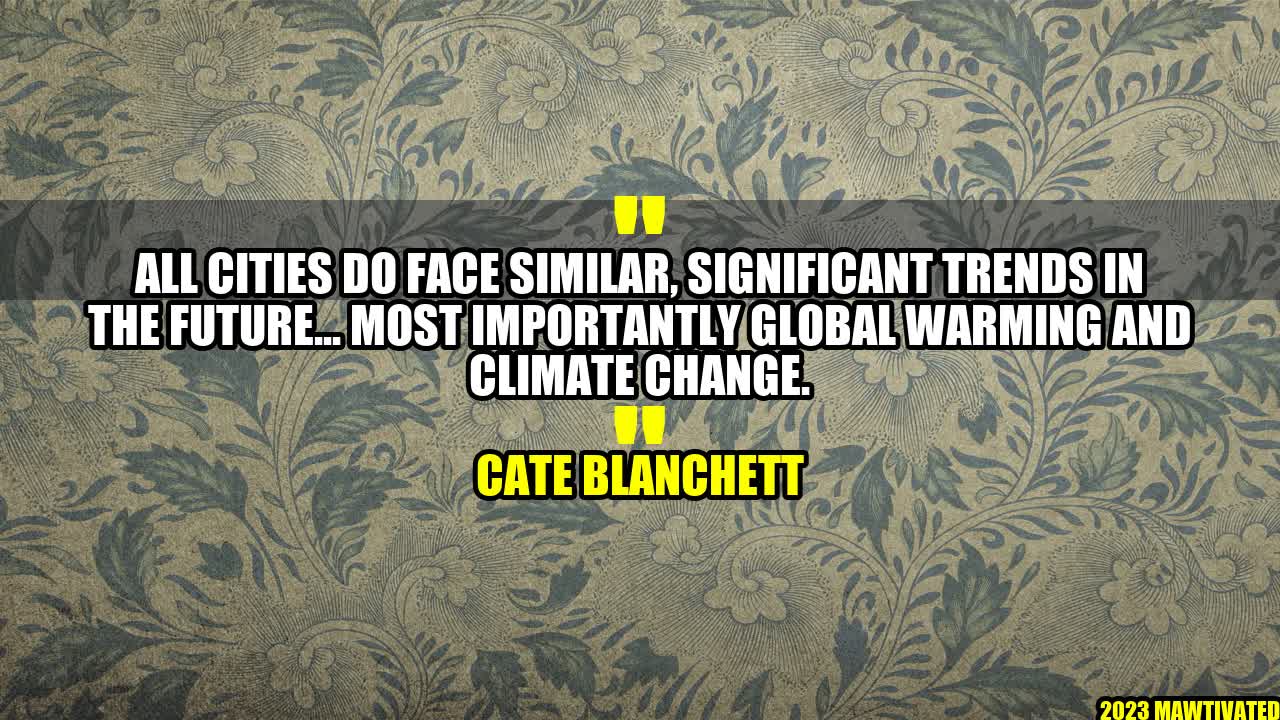 "
ALL CITIES DO FACE SIMILAR, SIGNIFICANT TRENDS IN
THE FUTURE... MOST IMPORTANTLY GLOBAL WARMING AND
CLIMATE CHANGE.
"
CATE BLANCHETT
2023 MAWTIVATED